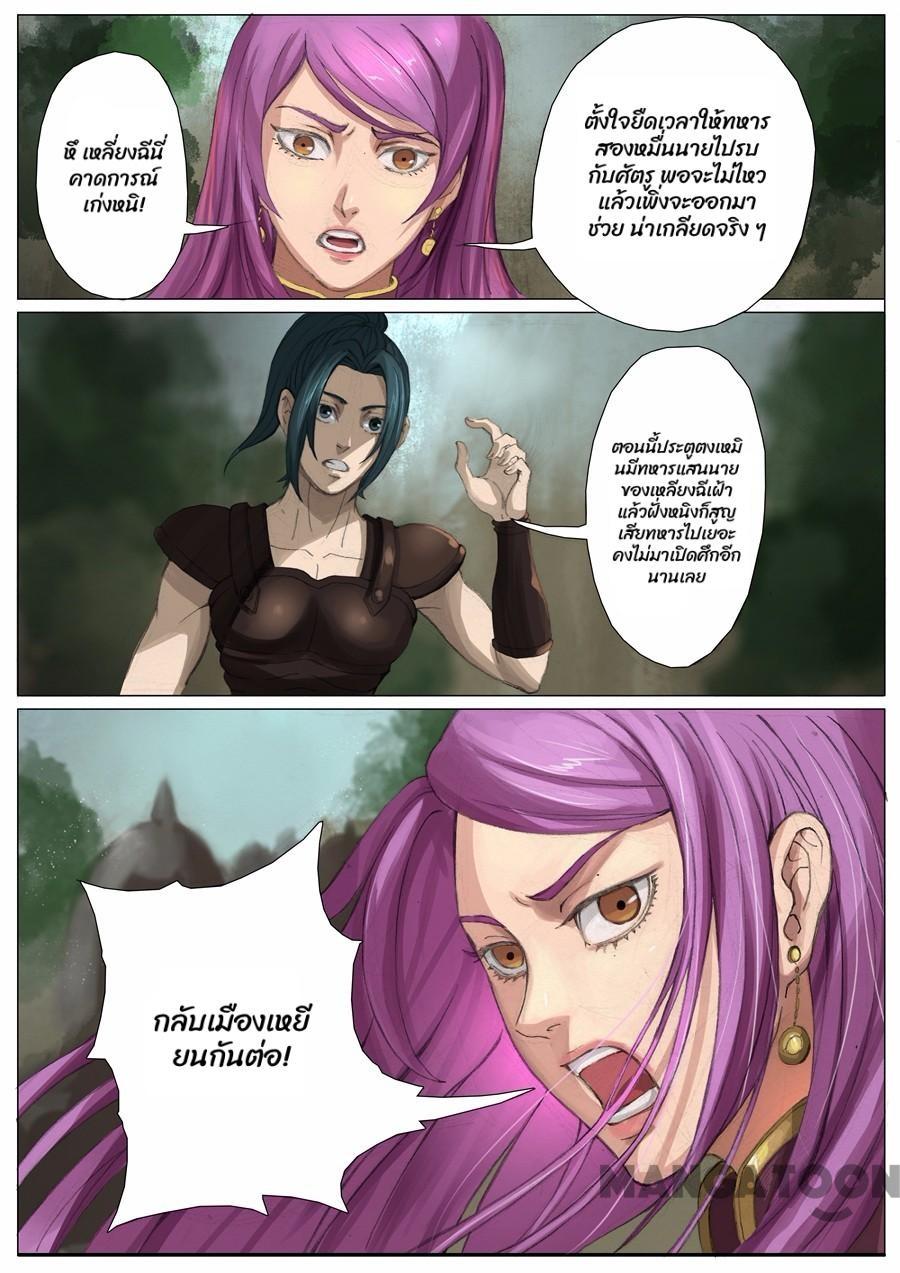 หึ เหลี่ยงฉีนี่
คาดการณ์
เก่งหนิ!
ตั้งใจยืดเวลาให้ทหาร
สองหมื่นนายไปรบ
กับศัตรู พอจะไม่ไหว
แล้วเพิ่งจะออกมา
ช่วย น่าเกลียดจริง ๆ
ตอนนี้ประตูตงเหมิ
นมีทหารแสนนาย
ของเหลียงฉีเฝ้า
แล้วฝั่งหนิงก็สูญ
เสียทหารไปเยอะ
คงไม่มาเปิดศึกอีก
นานเลย
กลับเมืองเหยี
ยนกันต่อ!
MANGATOON